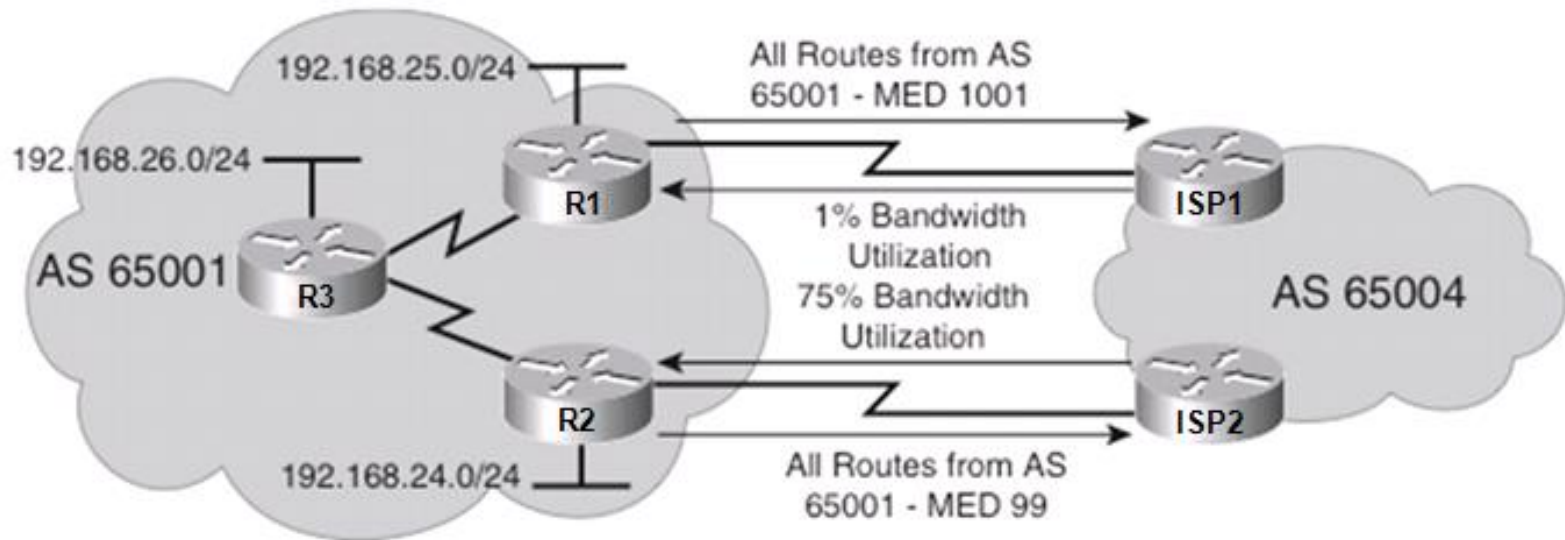 192.168.25.0/24
All Routes from AS
65001 - MED 1001
192.168.26.0/24
R1
ISP1
1% Bandwidth
Utilization
AS 65001
R3
75% Bandwidth
Utilization
AS 65004
R2
ISP2
192.168.24.0/24
All Routes from AS
65001 - MED 99